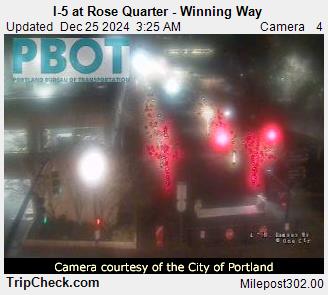 I-5 at Rose Quarter - Winning Way
Updated Dec 25 2024 3:25 AM Camera 4
PBOT
PORTLAND BUREAU OF TRANSPORTATION
Camera courtesy of the City of Portland
TripCheck.com Milepost302.00